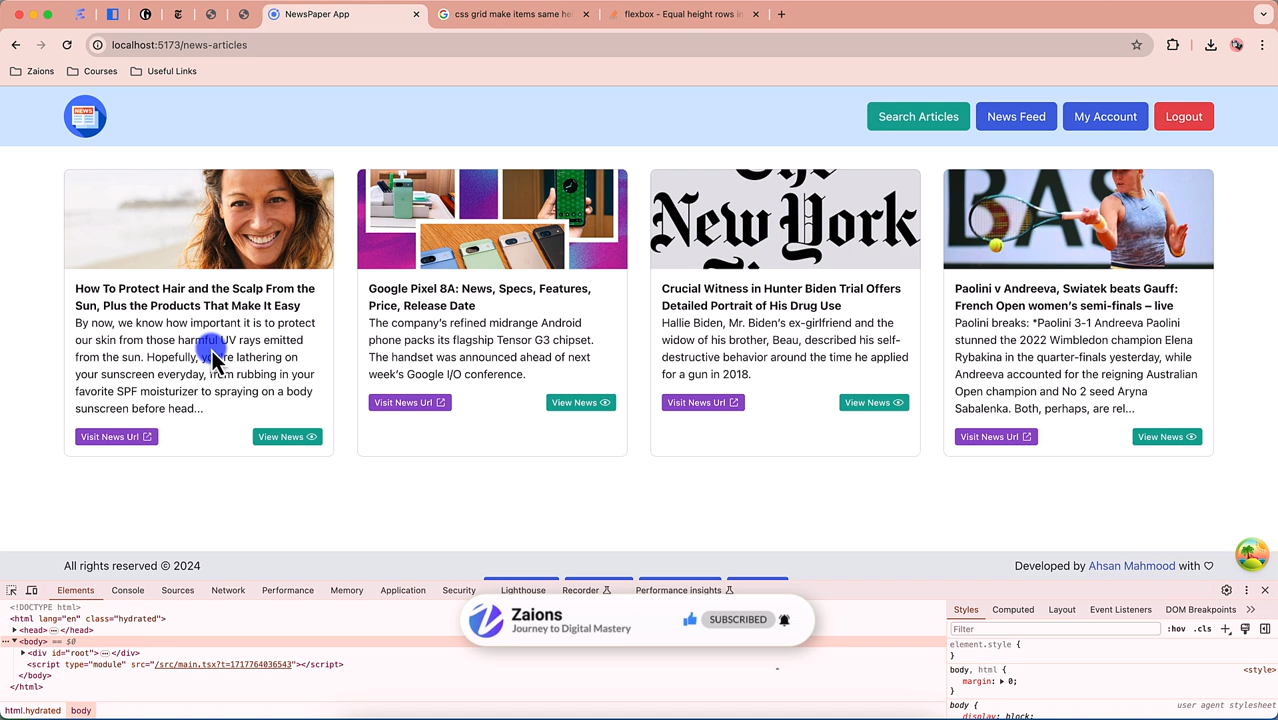 NewsPaper App
css grid make items same he
flexbox - Equal height rows in
localhost:5173/news-articles
Zaions
Courses
Useful Links
NEWS
Search Articles
News Feed
My Account
Logout
The
New York
BAS
How To Protect Hair and the Scalp From the
Sun, Plus the Products That Make It Easy
By now, we know how important it is to protect
our skin from those harmful UV rays emitted
from the sun. Hopefully, you're lathering on
your sunscreen everyday, from rubbing in your
favorite SPF moisturizer to spraying on a body
sunscreen before head...
Visit News Url
View News
Google Pixel 8A: News, Specs, Features,
Price, Release Date
The company's refined midrange Android
phone packs its flagship Tensor G3 chipset.
The handset was announced ahead of next
week's Google I/O conference.
Visit News Url
View News
Crucial Witness in Hunter Biden Trial Offers
Detailed Portrait of His Drug Use
Hallie Biden, Mr. Biden's ex-girlfriend and the
widow of his brother, Beau, described his self-
destructive behavior around the time he applied
for a gun in 2018.
Visit News Url
View News
Paolini v Andreeva, Swiatek beats Gauff:
French Open women's semi-finals – live
Paolini breaks: *Paolini 3-1 Andreeva Paolini
stunned the 2022 Wimbledon champion Elena
Rybakina in the quarter-finals yesterday, while
Andreeva accounted for the reigning Australian
Open champion and No 2 seed Aryna
Sabalenka. Both, perhaps, are rel...
Visit News Url
View News
All rights reserved © 2024
Developed by Ahsan Mahmood with ♡
Elements
Console
Sources
Network
Performance
Memory
Application
Security
Lighthouse
Recorder
Performance insights
<!DOCTYPE html>
<html lang="en" class="hydrated">
<head>…</head>
<body> == $0
<div id="root">…</div>
<script type="module" src="/src/main.tsx?t=1717764036543"></script>
</body>
</html>
html.hydrated
body
Zaions
Journey to Digital Mastery
SUBSCRIBED
Styles
Computed
Layout
Event Listeners
DOM Breakpoints
Filter
:hov
.cls
element.style {
}
body, html {
<style>
margin: 0;
}
body {
user agent stylesheet
display: block;